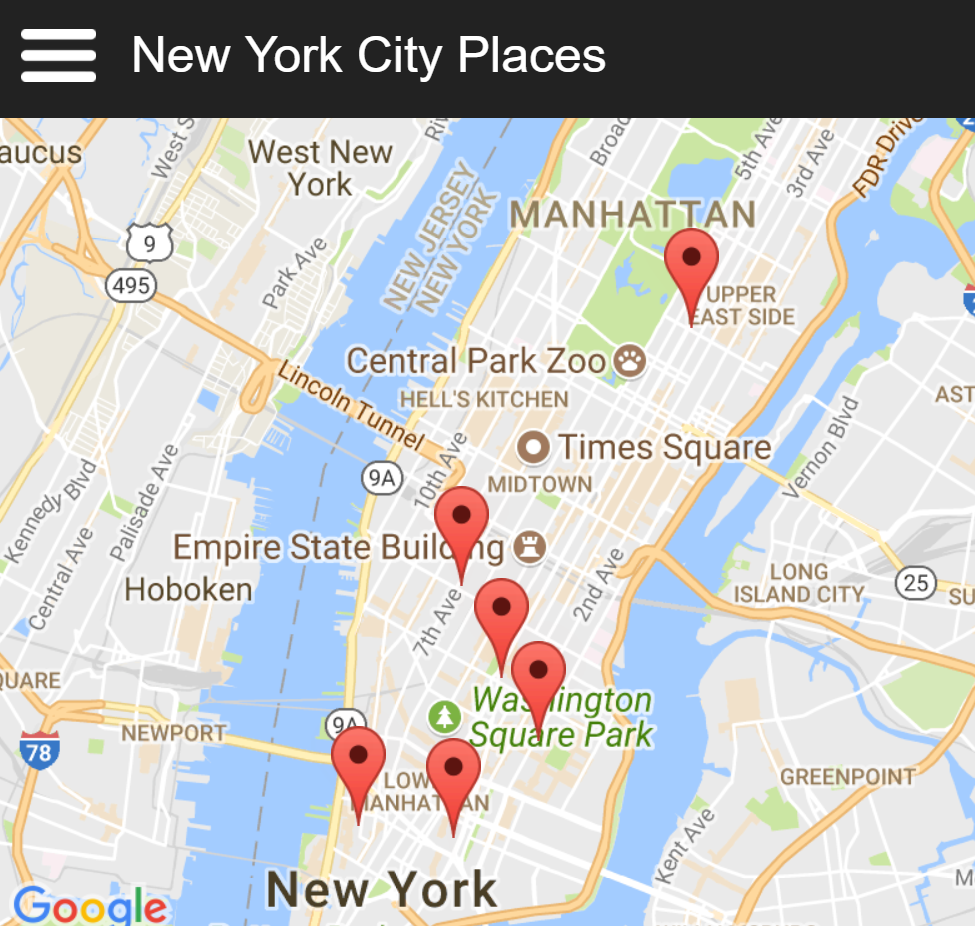 New York City Places
aucus
West S
West New
York
Riv
Broad
5th Ave
3rd Ave
FDR Drive
2
NEW JERSEY
NEW YORK
MANHATTAN
9
495
Park Ave
UPPER
EAST SIDE
Lincoln Tunnel
Central Park Zoo
HELL'S KITCHEN
AST
Times Square
MIDTOWN
10th Ave
9A
Vernon Blvd
Kennedy Blvd
Palisade Ave
Central Ave
Empire State Building
Hoboken
7th Ave
2nd Ave
LONG
ISLAND CITY
25
SU
QUARE
Washington
Square Park
NEWPORT
9A
78
LOW
MANHATTAN
GREENPOINT
Kent Ave
New York
M
Google